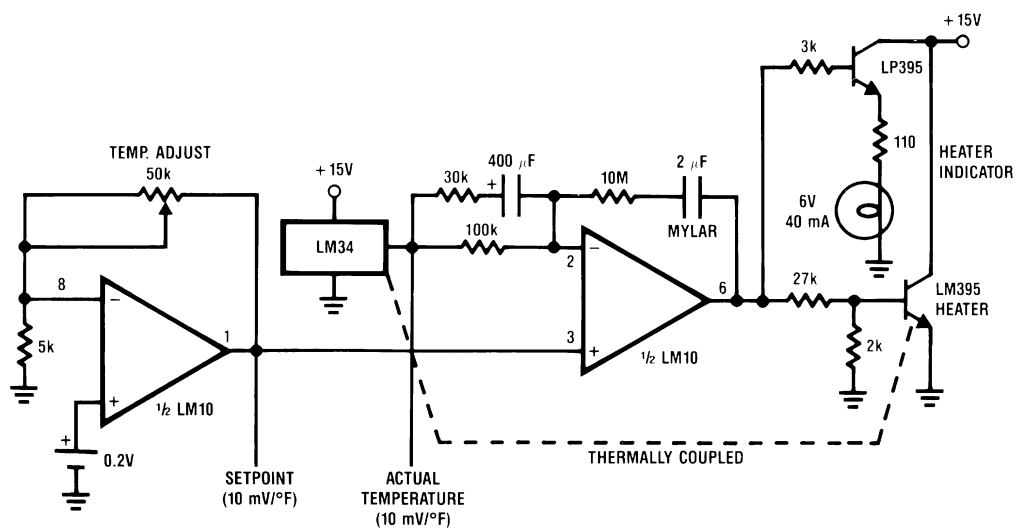 + 15V
3k
LP395
110
HEATER
INDICATOR
6V
40 mA
TEMP. ADJUST
50k
+ 15V
LM34
30k
+
400 μF
10M
2 μF
MYLAR
100k
−
2
6
3
+
½ LM10
27k
2k
LM395
HEATER
8
−
1
+
½ LM10
5k
+
0.2V
THERMALLY COUPLED
SETPOINT
(10 mV/°F)
ACTUAL
TEMPERATURE
(10 mV/°F)